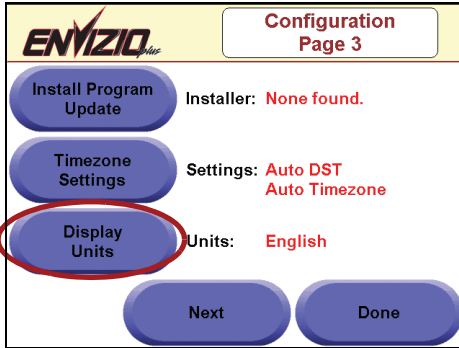 ENVIZIO plus
Configuration
Page 3
Install Program
Update
Installer: None found.
Timezone
Settings
Settings: Auto DST
Auto Timezone
Display
Units
Units: English
Next
Done